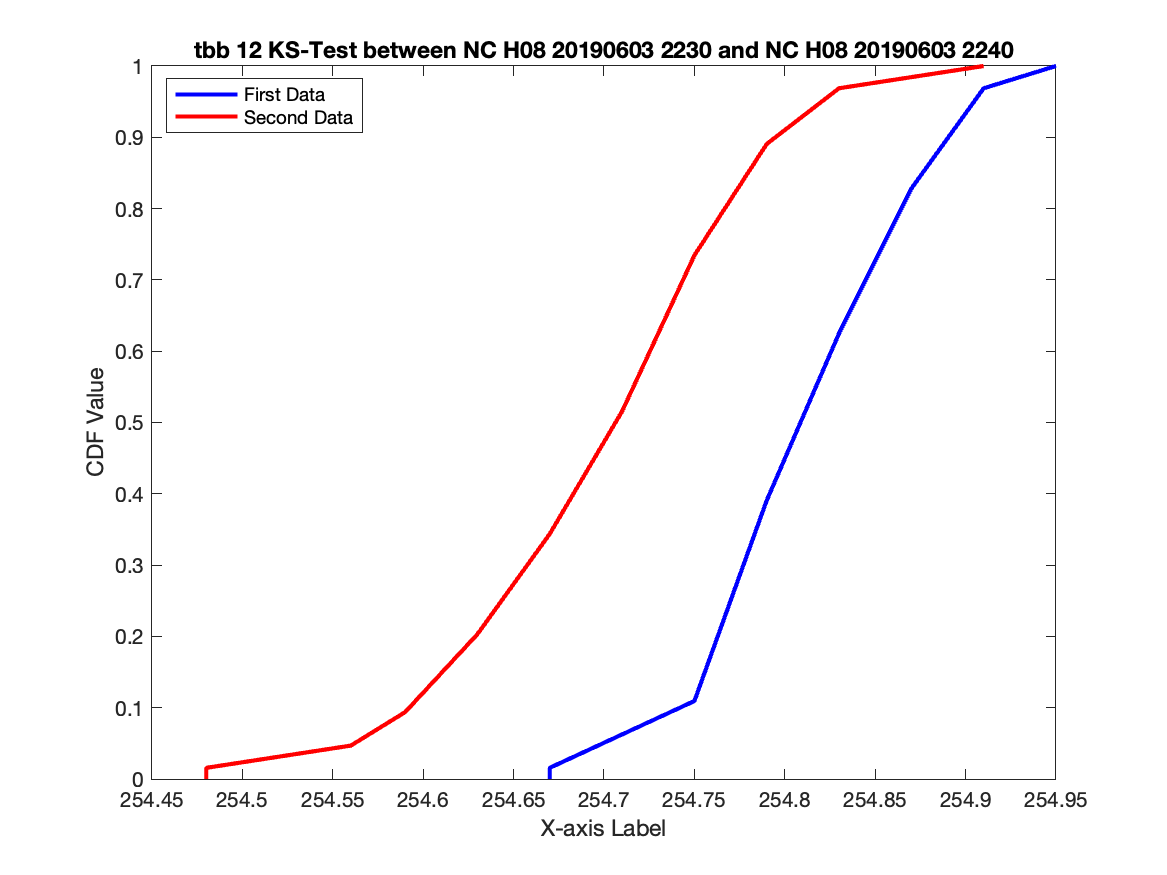 tbb 12 KS-Test between NC H08 20190603 2230 and NC H08 20190603 2240
First Data
Second Data
1
0.9
0.8
0.7
0.6
0.5
0.4
0.3
0.2
0.1
0
CDF Value
254.45 254.5 254.55 254.6 254.65 254.7 254.75 254.8 254.85 254.9 254.95
X-axis Label